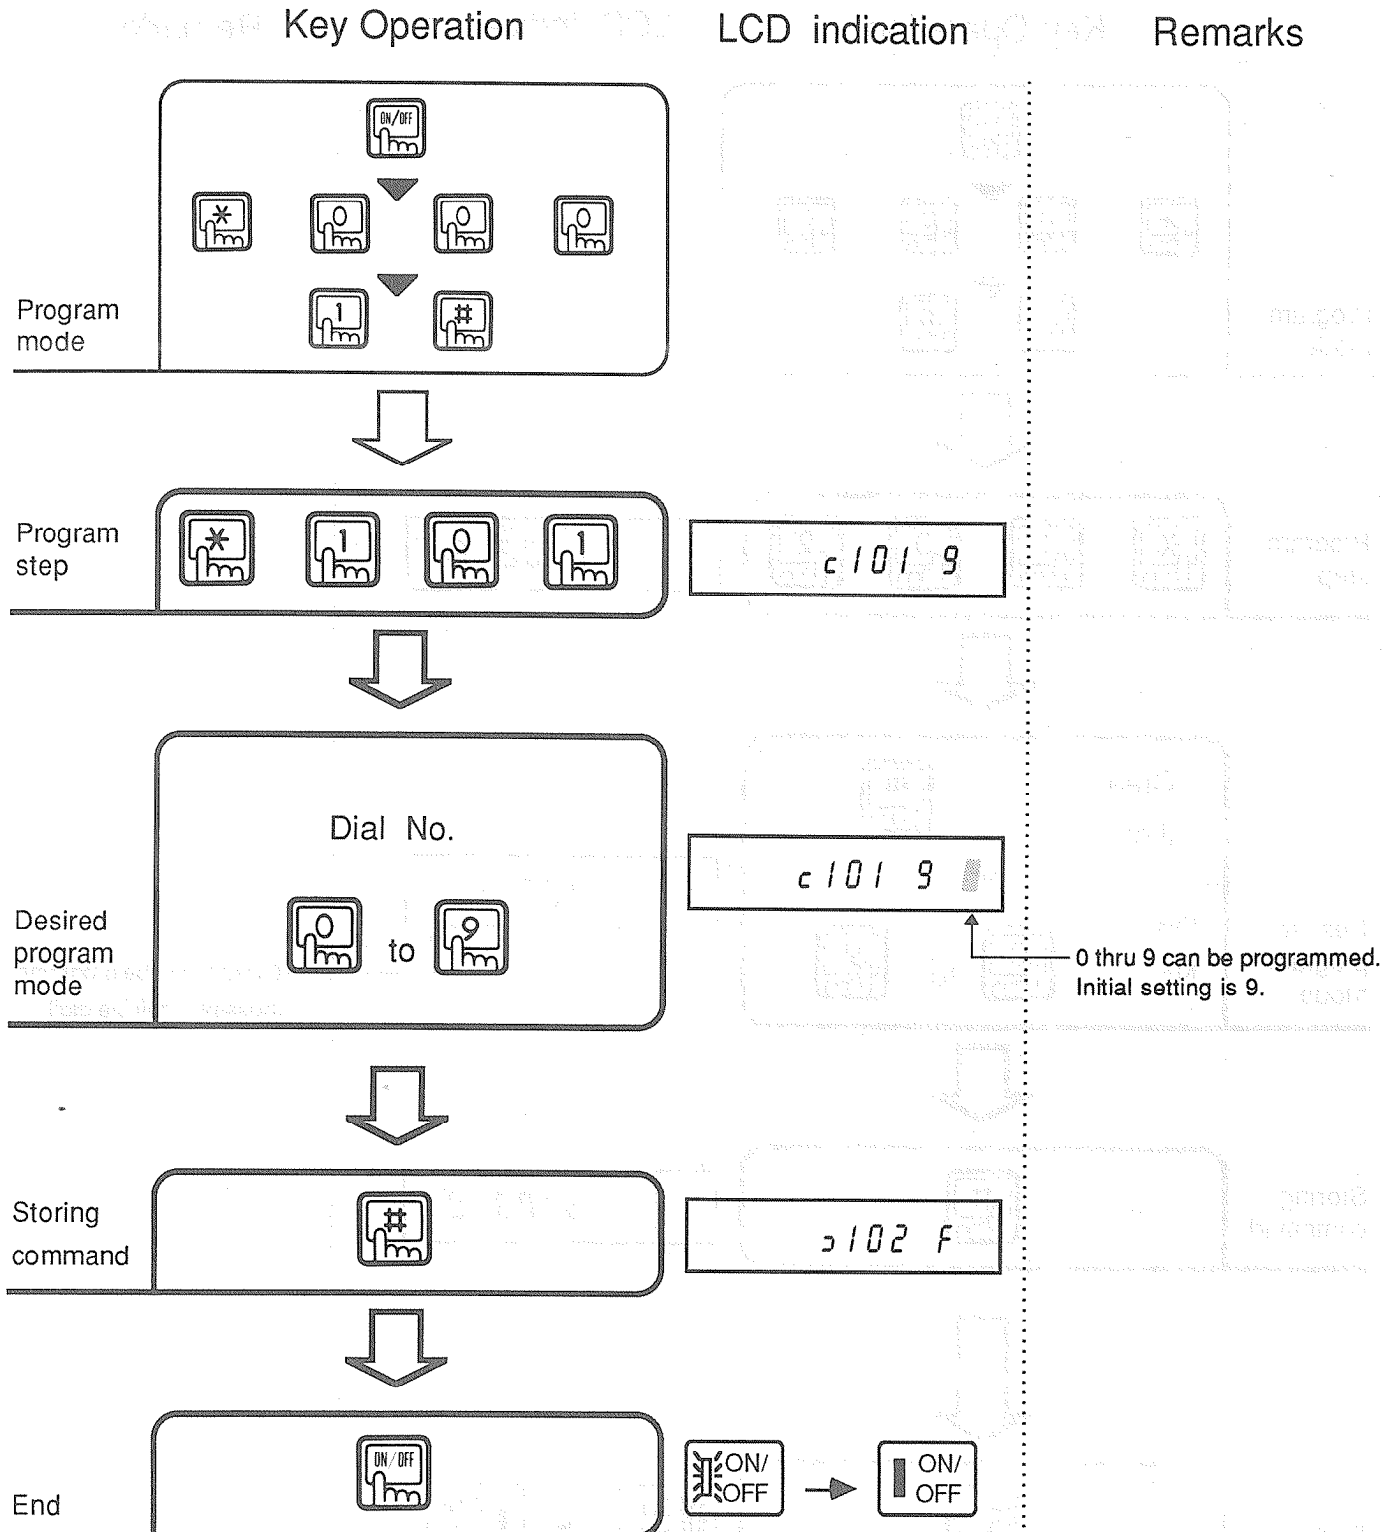 Key Operation LCD indication Remarks
ON/OFF
* 0 0 0
1 #
Program
mode
Program
step
* 1 0 1
c101 9
Dial No.
0 to 9
c101 9
Desired
program
mode
0 thru 9 can be programmed.
Initial setting is 9.
Storing
command
#
ɔ102 F
End
ON/OFF
ON/
OFF
ON/
OFF